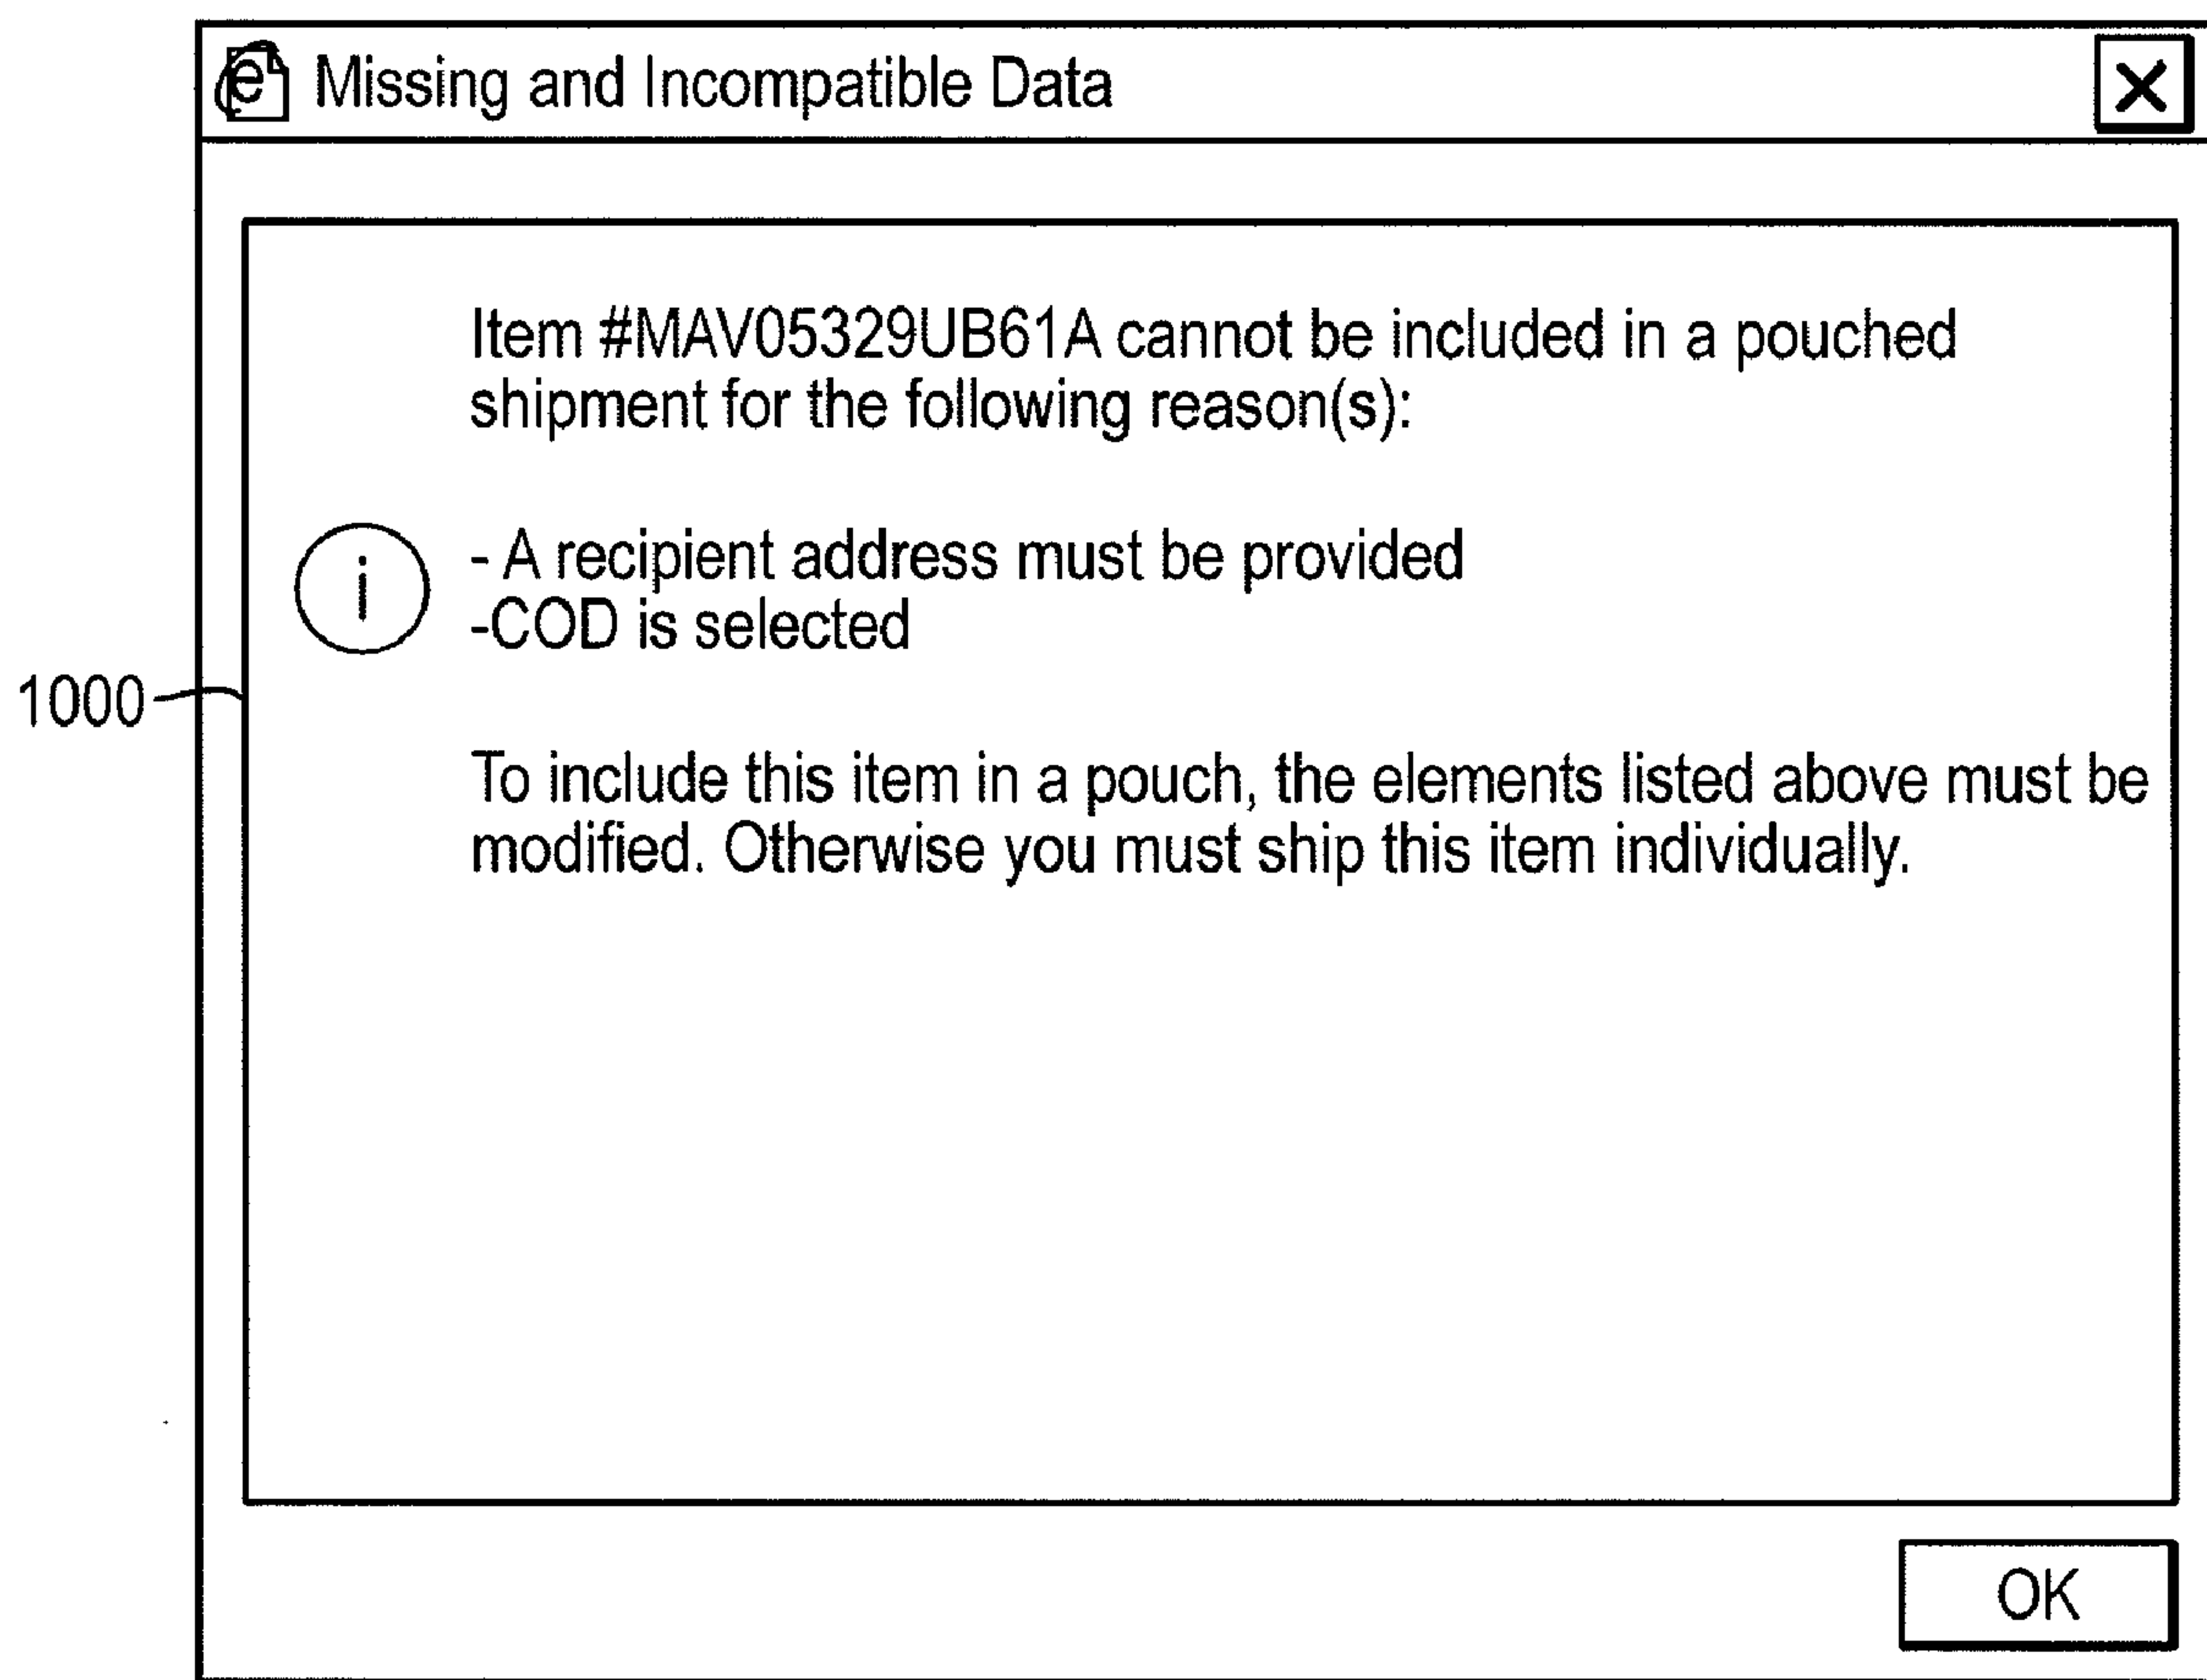 Missing and Incompatible Data
Item #MAV05329UB61A cannot be included in a pouched
shipment for the following reason(s):
i
- A recipient address must be provided
-COD is selected
1000
To include this item in a pouch, the elements listed above must be
modified. Otherwise you must ship this item individually.
OK